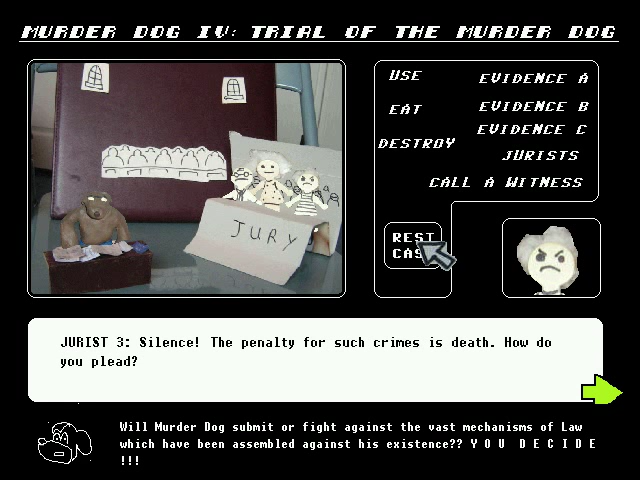 MURDER DOG IV: TRIAL OF THE MURDER DOG
USE
EAT
DESTROY
EVIDENCE A
EVIDENCE B
EVIDENCE C
JURISTS
CALL A WITNESS
JURY
REST
CAS
JURIST 3: Silence! The penalty for such crimes is death. How do
you plead?
Will Murder Dog submit or fight against the vast mechanisms of Law
which have been assembled against his existence?? Y O U D E C I D E
!!!